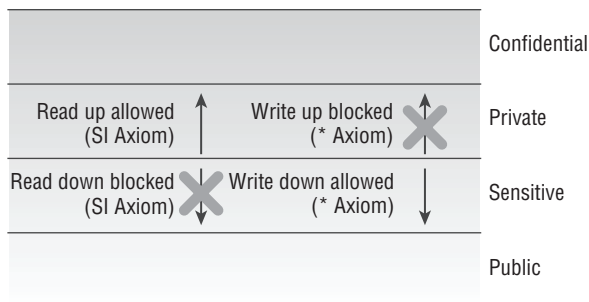 Confidential
Read up allowed
(SI Axiom)
Write up blocked
(* Axiom)
Private
Read down blocked
(SI Axiom)
Write down allowed
(* Axiom)
Sensitive
Public